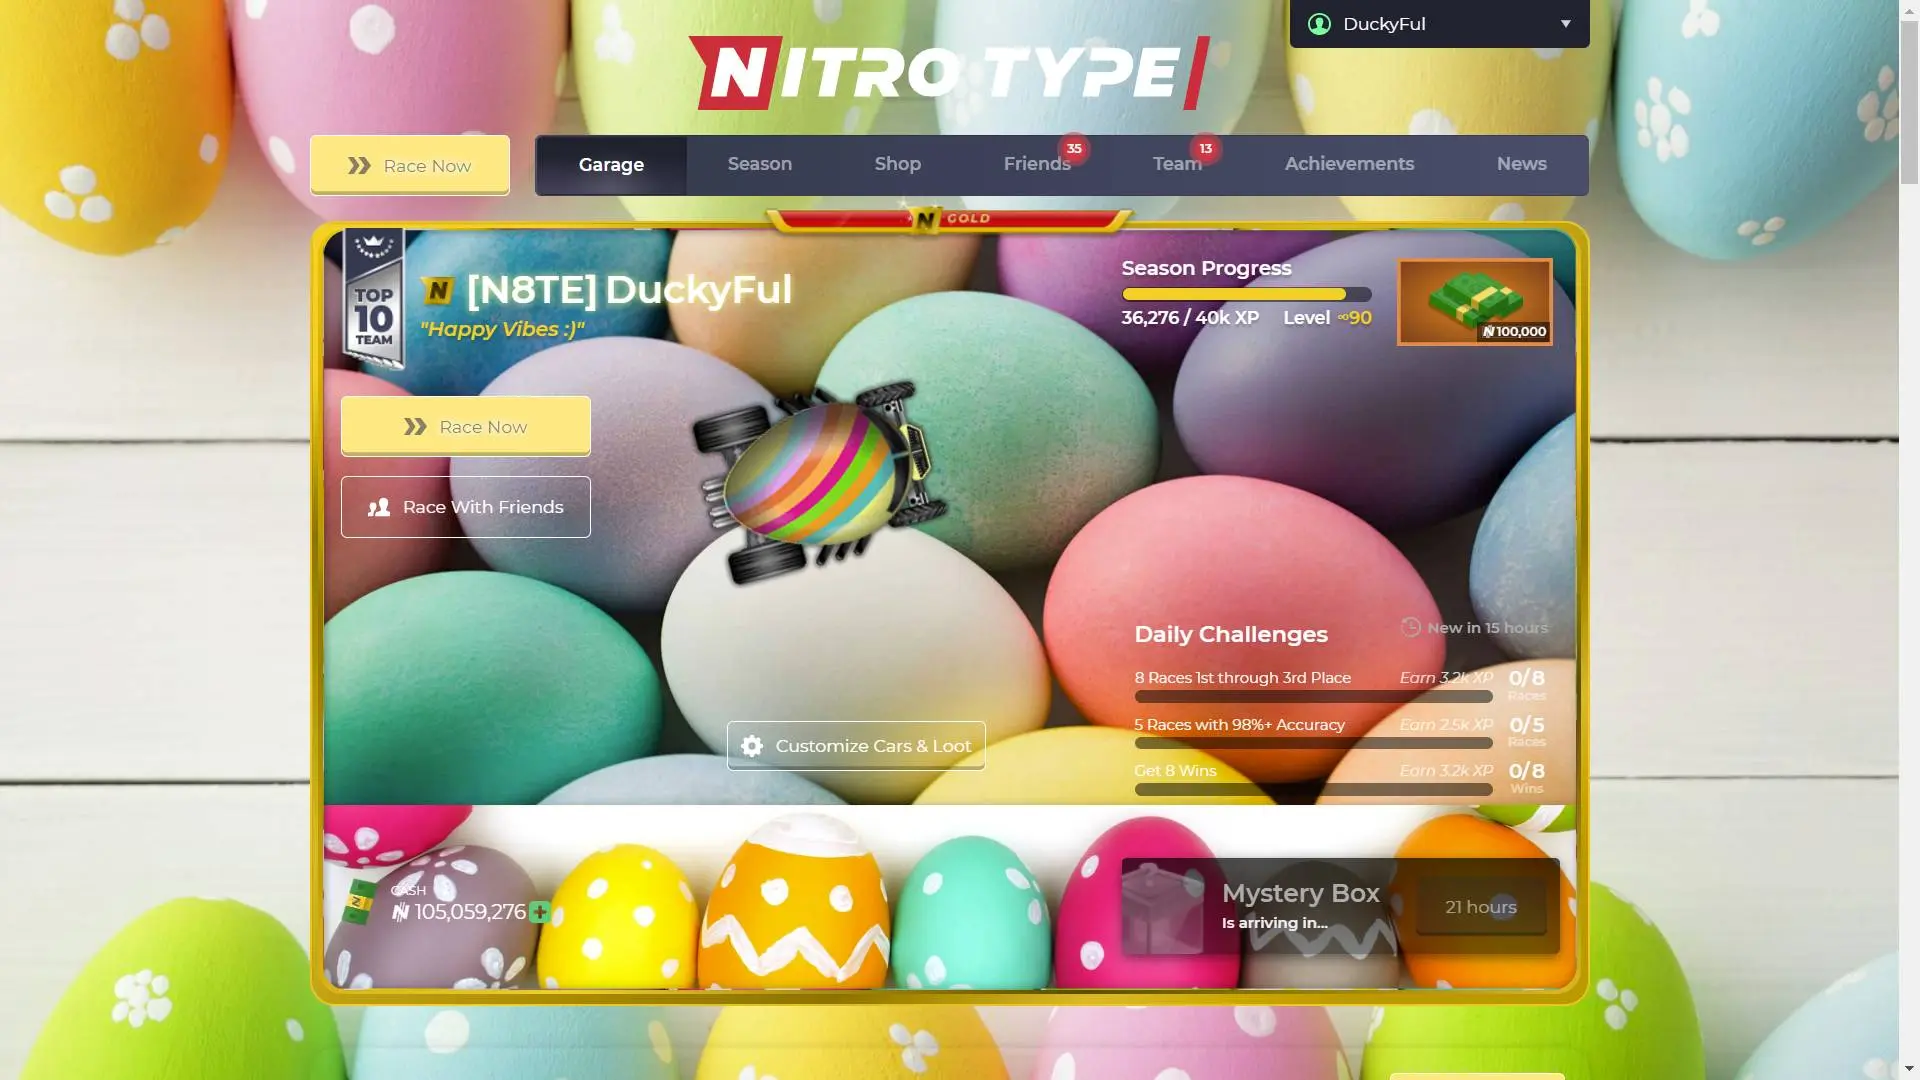 DuckyFul
NITRO TYPE
Race Now
Garage
Season
Shop
Friends
35
Team
13
Achievements
News
N GOLD
TOP
10
TEAM
N [N8TE] DuckyFul
"Happy Vibes :)"
Season Progress
36,276 / 40k XP Level ∞90
N 100,000
Race Now
Race With Friends
Daily Challenges
New in 15 hours
8 Races 1st through 3rd Place Earn 3.2k XP 0/8
Races
5 Races with 98%+ Accuracy Earn 2.5k XP 0/5
Races
Get 8 Wins Earn 3.2k XP 0/8
Wins
Customize Cars & Loot
CASH
N 105,059,276 +
Mystery Box
Is arriving in...
21 hours